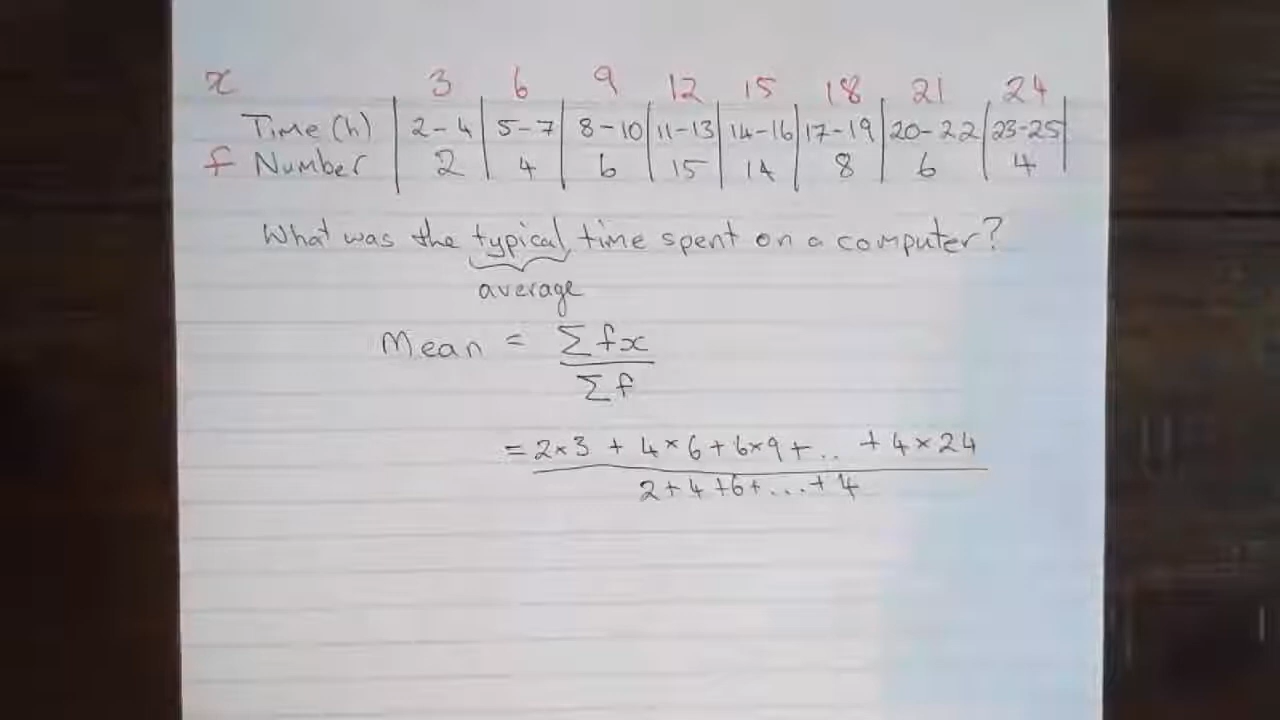 x 3 6 9 12 15 18 21 24
Time (h) 2-4 5-7 8-10 11-13 14-16 17-19 20-22 23-25
f Number 2 4 6 15 14 8 6 4
What was the typical time spent on a computer?
average
Mean = Σfx
Σf
= 2×3 + 4×6 + 6×9 + .. + 4×24
2+4+6+...+4